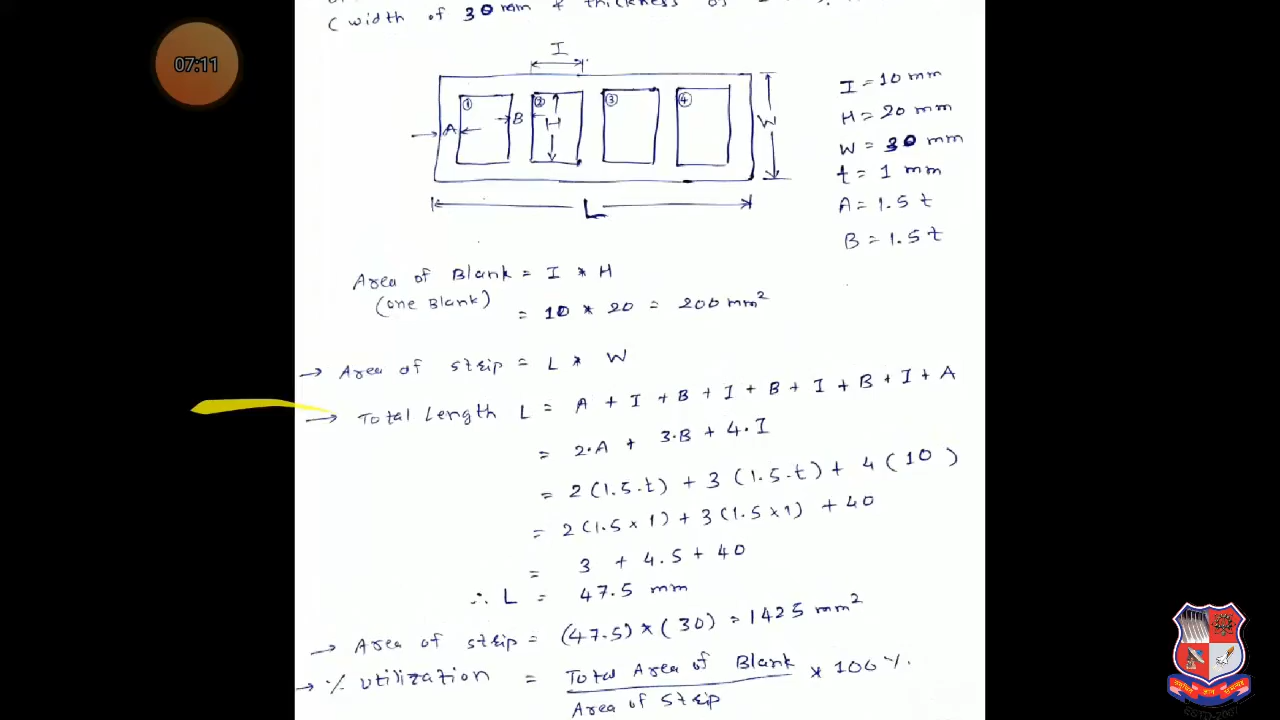 ( width of 30 mm & thickness of
07:11
I
① ② ③ ④
A B H W
L
I = 10 mm
H = 20 mm
W = 30 mm
t = 1 mm
A = 1.5 t
B = 1.5 t
Area of Blank = I * H
(one Blank)
= 10 * 20 = 200 mm²
→ Area of strip = L * W
→ Total Length L = A + I + B + I + B + I + B + I + A
= 2.A + 3.B + 4.I
= 2(1.5.t) + 3(1.5.t) + 4(10)
= 2(1.5 × 1) + 3(1.5 × 1) + 40
= 3 + 4.5 + 40
∴ L = 47.5 mm
→ Area of strip = (47.5) × (30) = 1425 mm²
→ % utilization = Total Area of Blank * 100 %.
Area of Strip
ESTD-2007